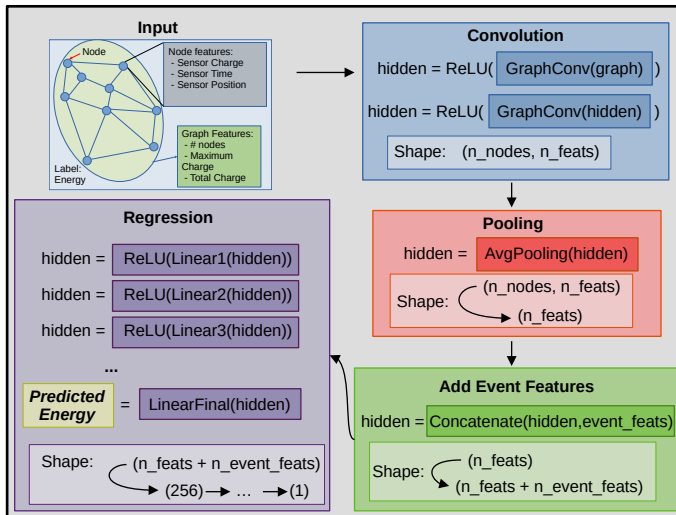 Input
Node
Node features:
- Sensor Charge
- Sensor Time
- Sensor Position
Graph Features:
- # nodes
- Maximum
Charge
- Total Charge
Label:
Energy
Convolution
hidden = ReLU( GraphConv(graph) )
hidden = ReLU( GraphConv(hidden) )
Shape: (n_nodes, n_feats)
Pooling
hidden = AvgPooling(hidden)
Shape: (n_nodes, n_feats)
(n_feats)
Add Event Features
hidden = Concatenate(hidden,event_feats)
Shape: (n_feats)
(n_feats + n_event_feats)
Regression
hidden = ReLU(Linear1(hidden))
hidden = ReLU(Linear2(hidden))
hidden = ReLU(Linear3(hidden))
...
Predicted
Energy = LinearFinal(hidden)
Shape: (n_feats + n_event_feats)
(256) ... (1)